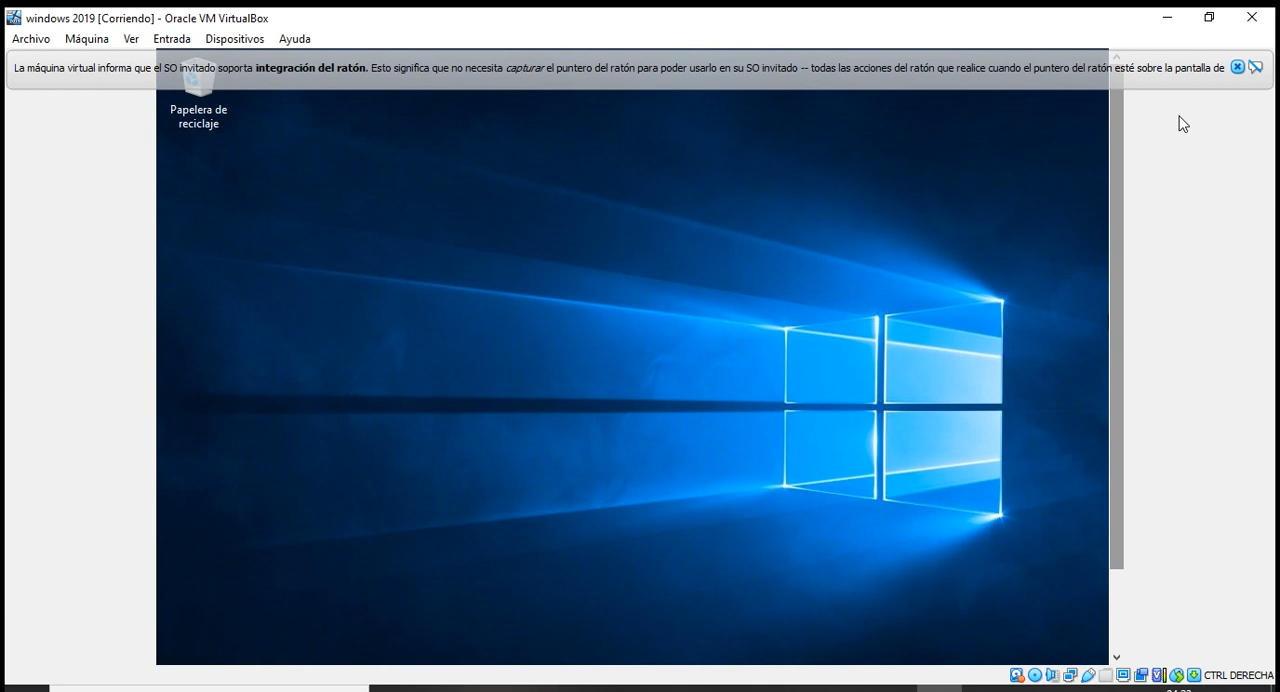 windows 2019 [Corriendo] - Oracle VM VirtualBox
Archivo Máquina Ver Entrada Dispositivos Ayuda
La máquina virtual informa que el SO invitado soporta integración del ratón. Esto significa que no necesita capturar el puntero del ratón para poder usarlo en su SO invitado -- todas las acciones del ratón que realice cuando el puntero del ratón esté sobre la pantalla de
Papelera de
reciclaje
CTRL DERECHA